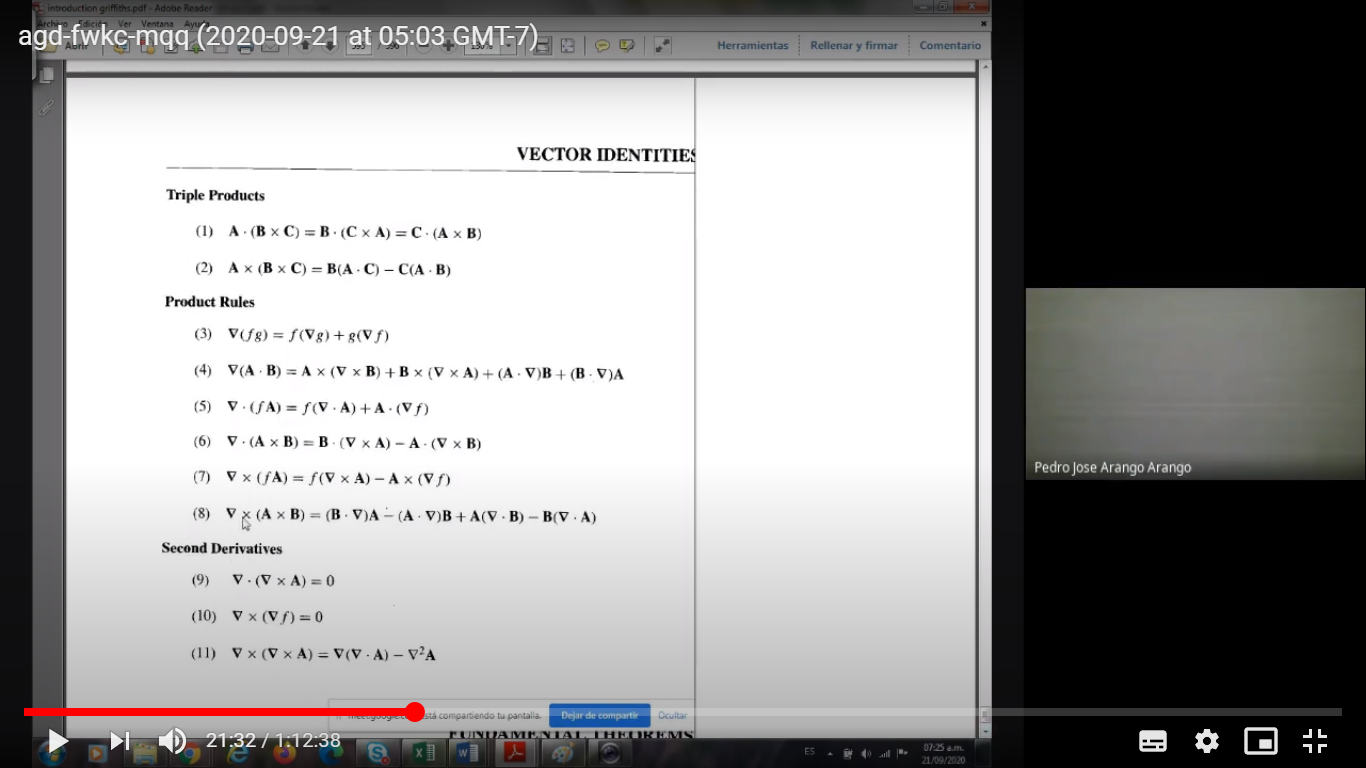 introduction griffiths.pdf - Adobe Reader
Archivo Edición Ver Ventana Ayuda
agd-fwkc-mqq (2020-09-21 at 05:03 GMT-7)
Herramientas Rellenar y firmar Comentario
VECTOR IDENTITIES
Triple Products
(1) A · (B × C) = B · (C × A) = C · (A × B)
(2) A × (B × C) = B(A · C) − C(A · B)
Product Rules
(3) ∇(fg) = f(∇g) + g(∇f)
(4) ∇(A · B) = A × (∇ × B) + B × (∇ × A) + (A · ∇)B + (B · ∇)A
(5) ∇ · (fA) = f(∇ · A) + A · (∇f)
(6) ∇ · (A × B) = B · (∇ × A) − A · (∇ × B)
(7) ∇ × (fA) = f(∇ × A) − A × (∇f)
(8) ∇ × (A × B) = (B · ∇)A − (A · ∇)B + A(∇ · B) − B(∇ · A)
Second Derivatives
(9) ∇ · (∇ × A) = 0
(10) ∇ × (∇f) = 0
(11) ∇ × (∇ × A) = ∇(∇ · A) − ∇²A
Pedro Jose Arango Arango
está compartiendo tu pantalla. Dejar de compartir Ocultar
FUNDAMENTAL THEOREMS
21:32 / 1:12:38
ES 07:25 a.m.
21/09/2020